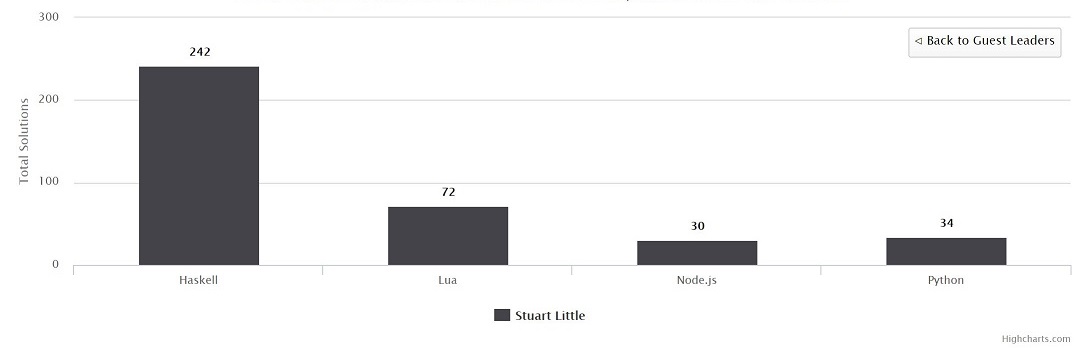 300
242
◃ Back to Guest Leaders
200
Total Solutions
100
72
30
34
0
Haskell
Lua
Node.js
Python
Stuart Little
Highcharts.com